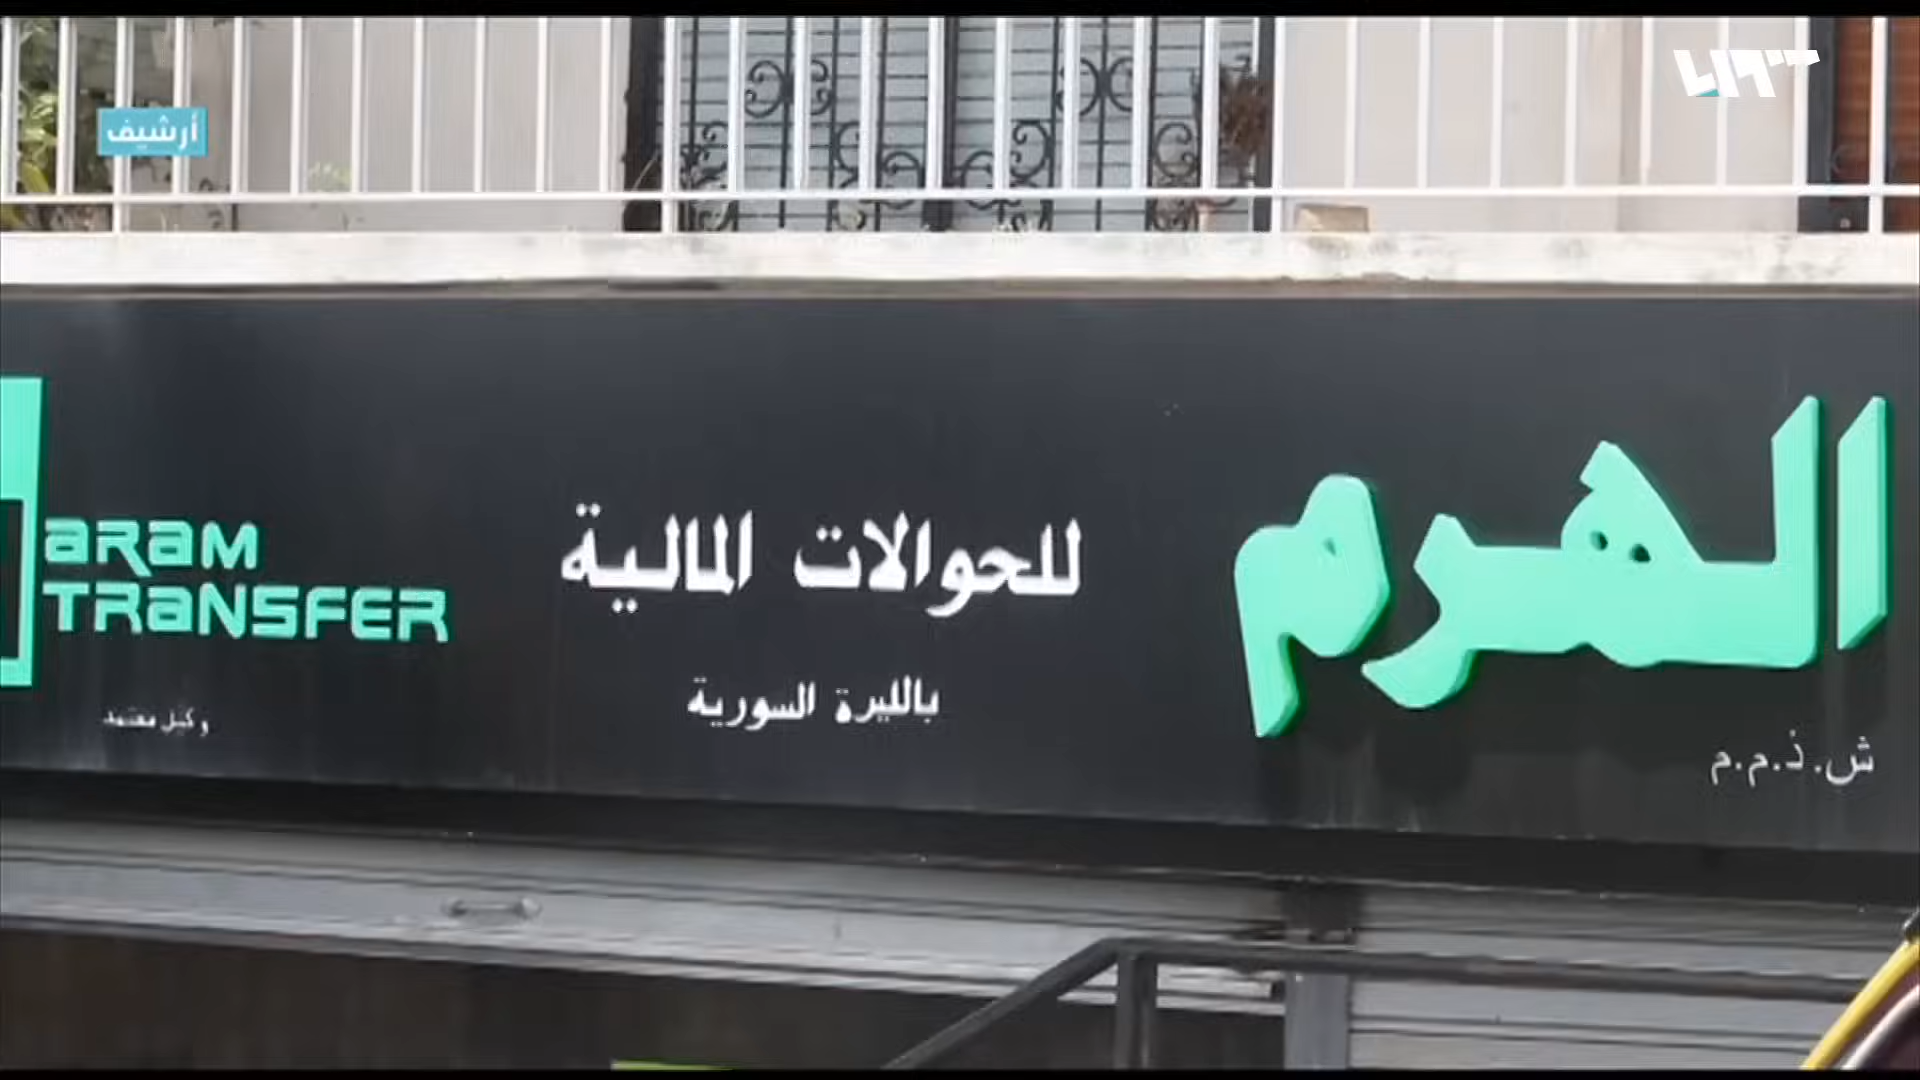 أرشيف
الهرم
ش.ذ.م.م
للحوالات المالية
بالليرة السورية
ARAM
TRANSFER
وكيل معتمد